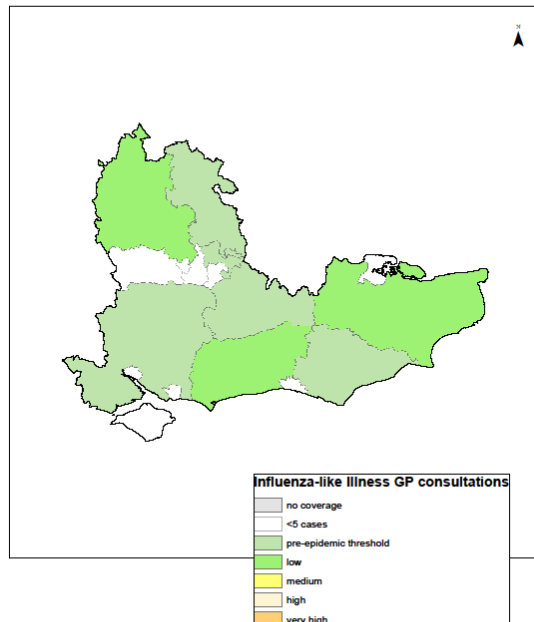 N
Influenza-like Illness GP consultations
no coverage
<5 cases
pre-epidemic threshold
low
medium
high
very high